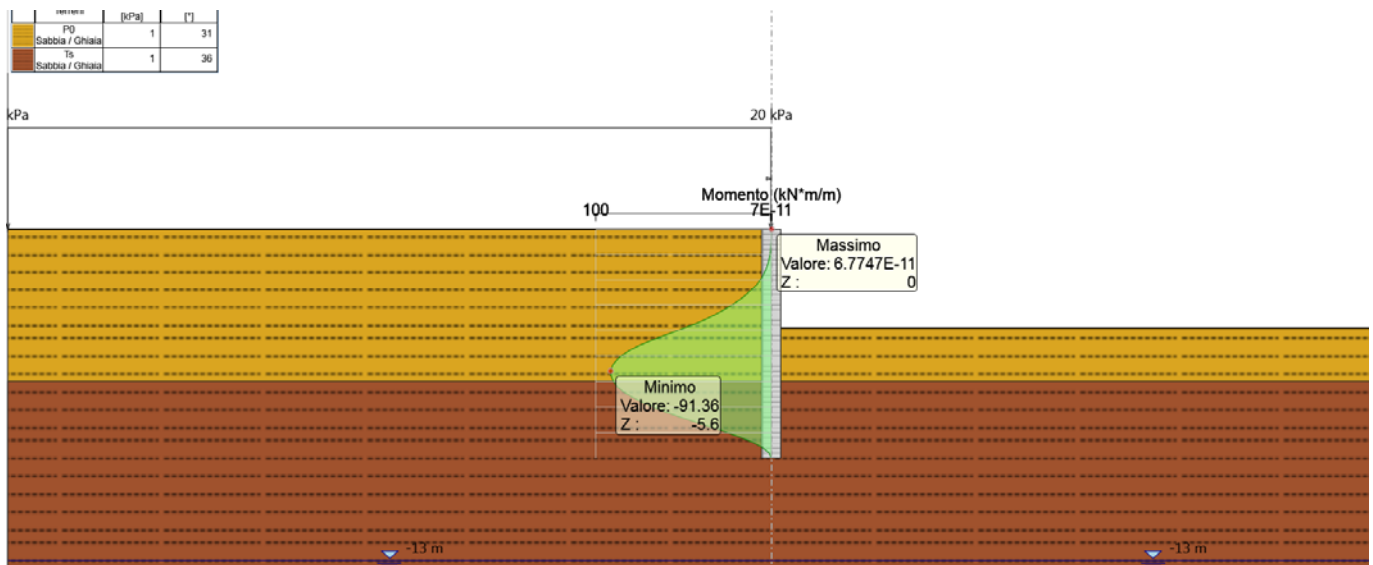 [kPa] [°]
P0
Sabbia / Ghiaia 1 31
Ts
Sabbia / Ghiaia 1 36
kPa 20 kPa
Momento (kN*m/m)
100 7E-11
Massimo
Valore: 6.7747E-11
Z : 0
Minimo
Valore: -91.36
Z : -5.6
-13 m -13 m